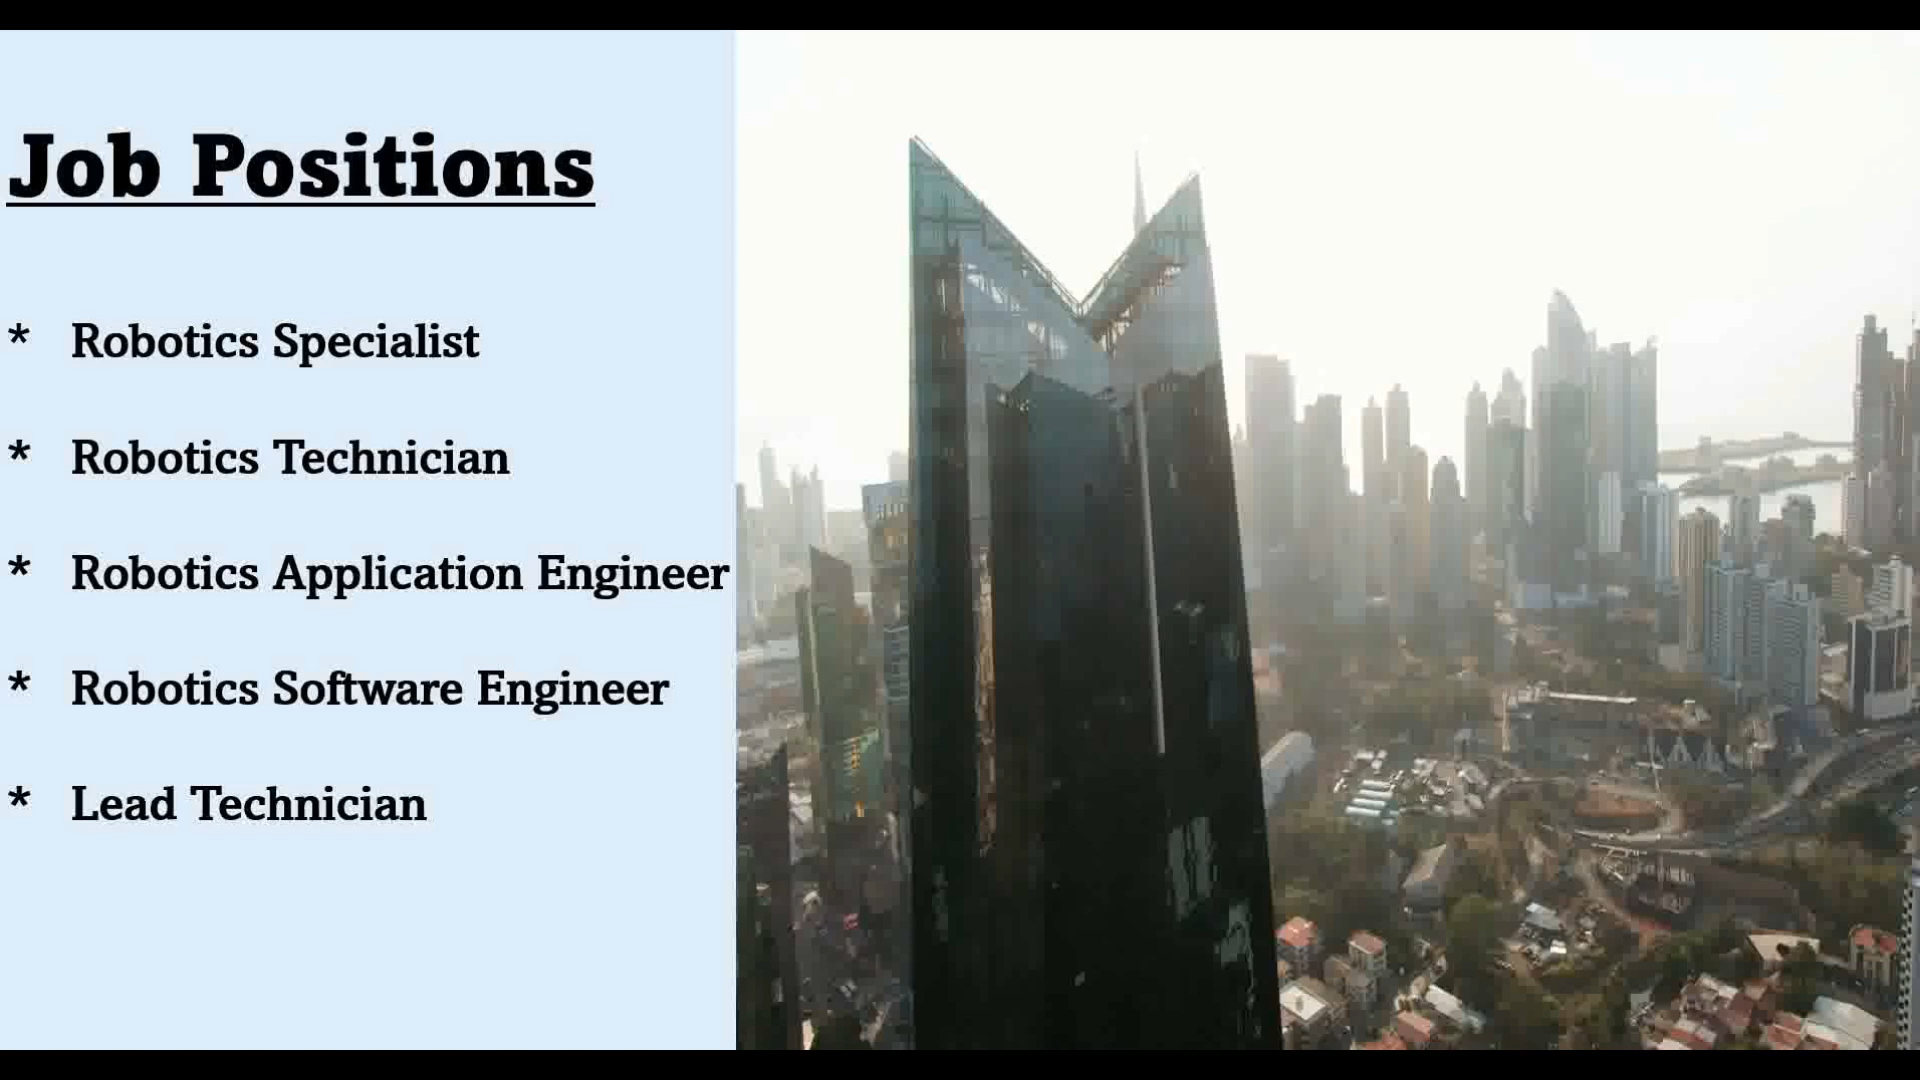 Job Positions
* Robotics Specialist
* Robotics Technician
* Robotics Application Engineer
* Robotics Software Engineer
* Lead Technician